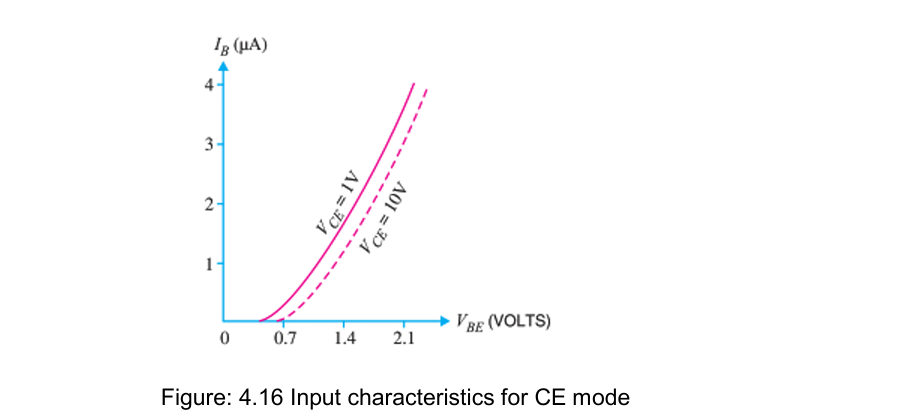 I_B (μA)
4
3
2
1
V_CE = 1V
V_CE = 10V
V_BE (VOLTS)
0 0.7 1.4 2.1
Figure: 4.16 Input characteristics for CE mode